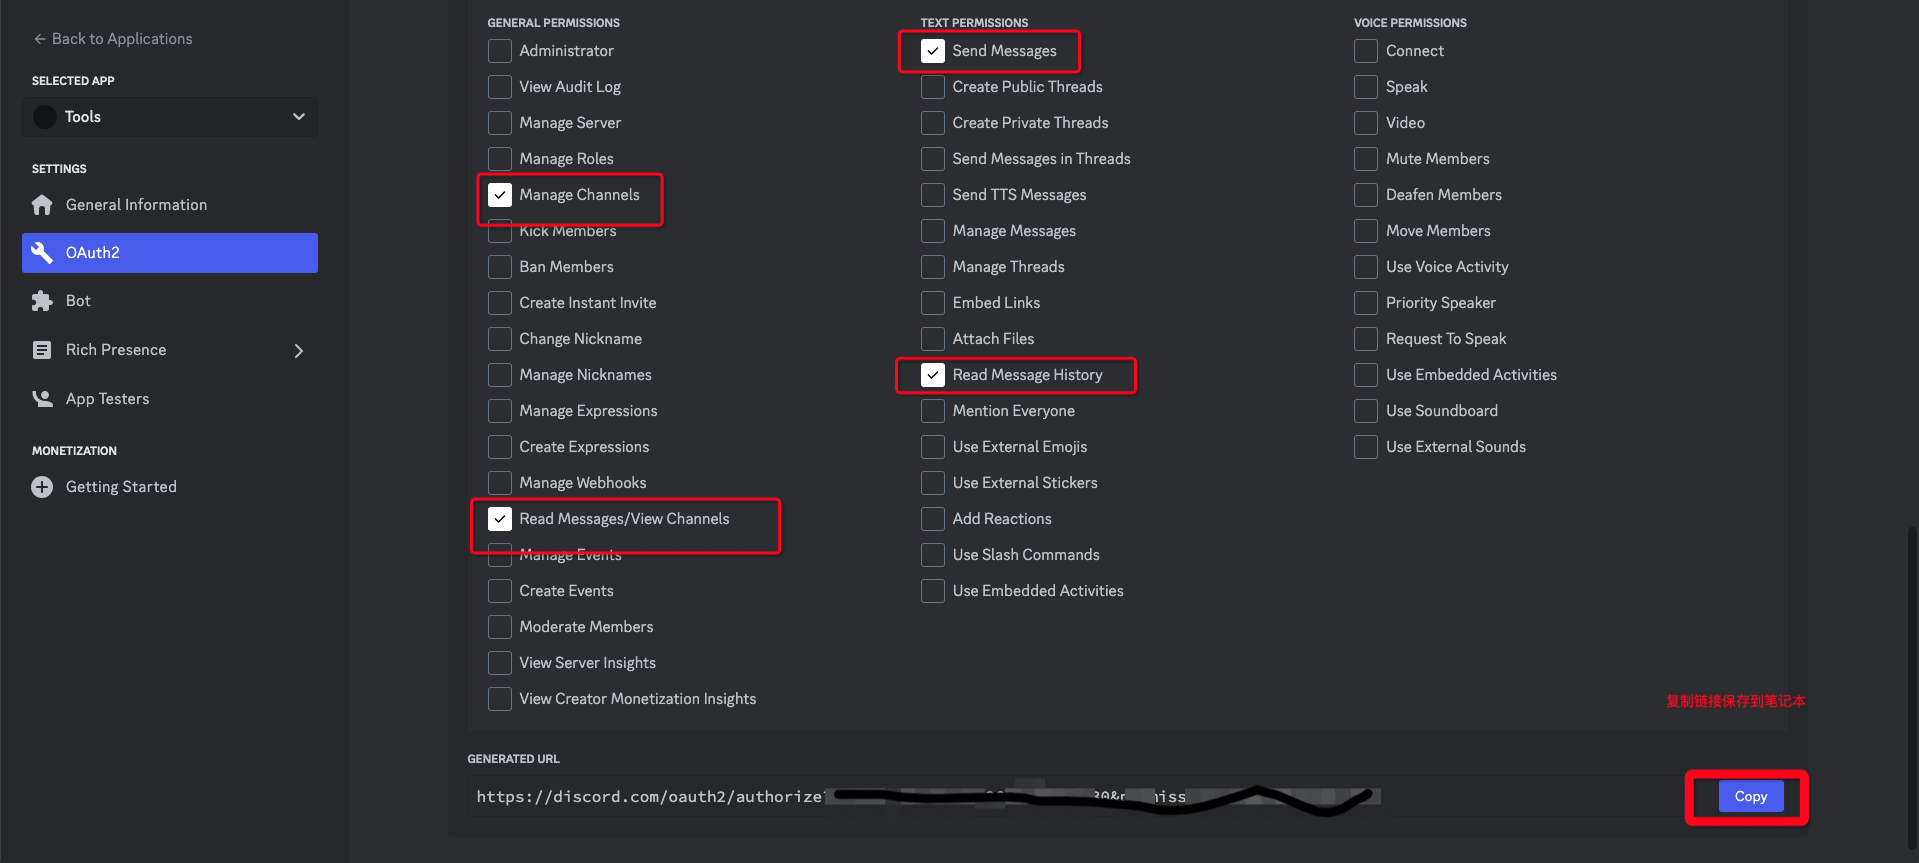 Back to Applications
SELECTED APP
Tools
SETTINGS
General Information
OAuth2
Bot
Rich Presence
App Testers
MONETIZATION
Getting Started
GENERAL PERMISSIONS
Administrator
View Audit Log
Manage Server
Manage Roles
Manage Channels
Kick Members
Ban Members
Create Instant Invite
Change Nickname
Manage Nicknames
Manage Expressions
Create Expressions
Manage Webhooks
Read Messages/View Channels
Manage Events
Create Events
Moderate Members
View Server Insights
View Creator Monetization Insights
TEXT PERMISSIONS
Send Messages
Create Public Threads
Create Private Threads
Send Messages in Threads
Send TTS Messages
Manage Messages
Manage Threads
Embed Links
Attach Files
Read Message History
Mention Everyone
Use External Emojis
Use External Stickers
Add Reactions
Use Slash Commands
Use Embedded Activities
VOICE PERMISSIONS
Connect
Speak
Video
Mute Members
Deafen Members
Move Members
Use Voice Activity
Priority Speaker
Request To Speak
Use Embedded Activities
Use Soundboard
Use External Sounds
复制链接保存到笔记本
GENERATED URL
https://discord.com/oauth2/authorize
Copy